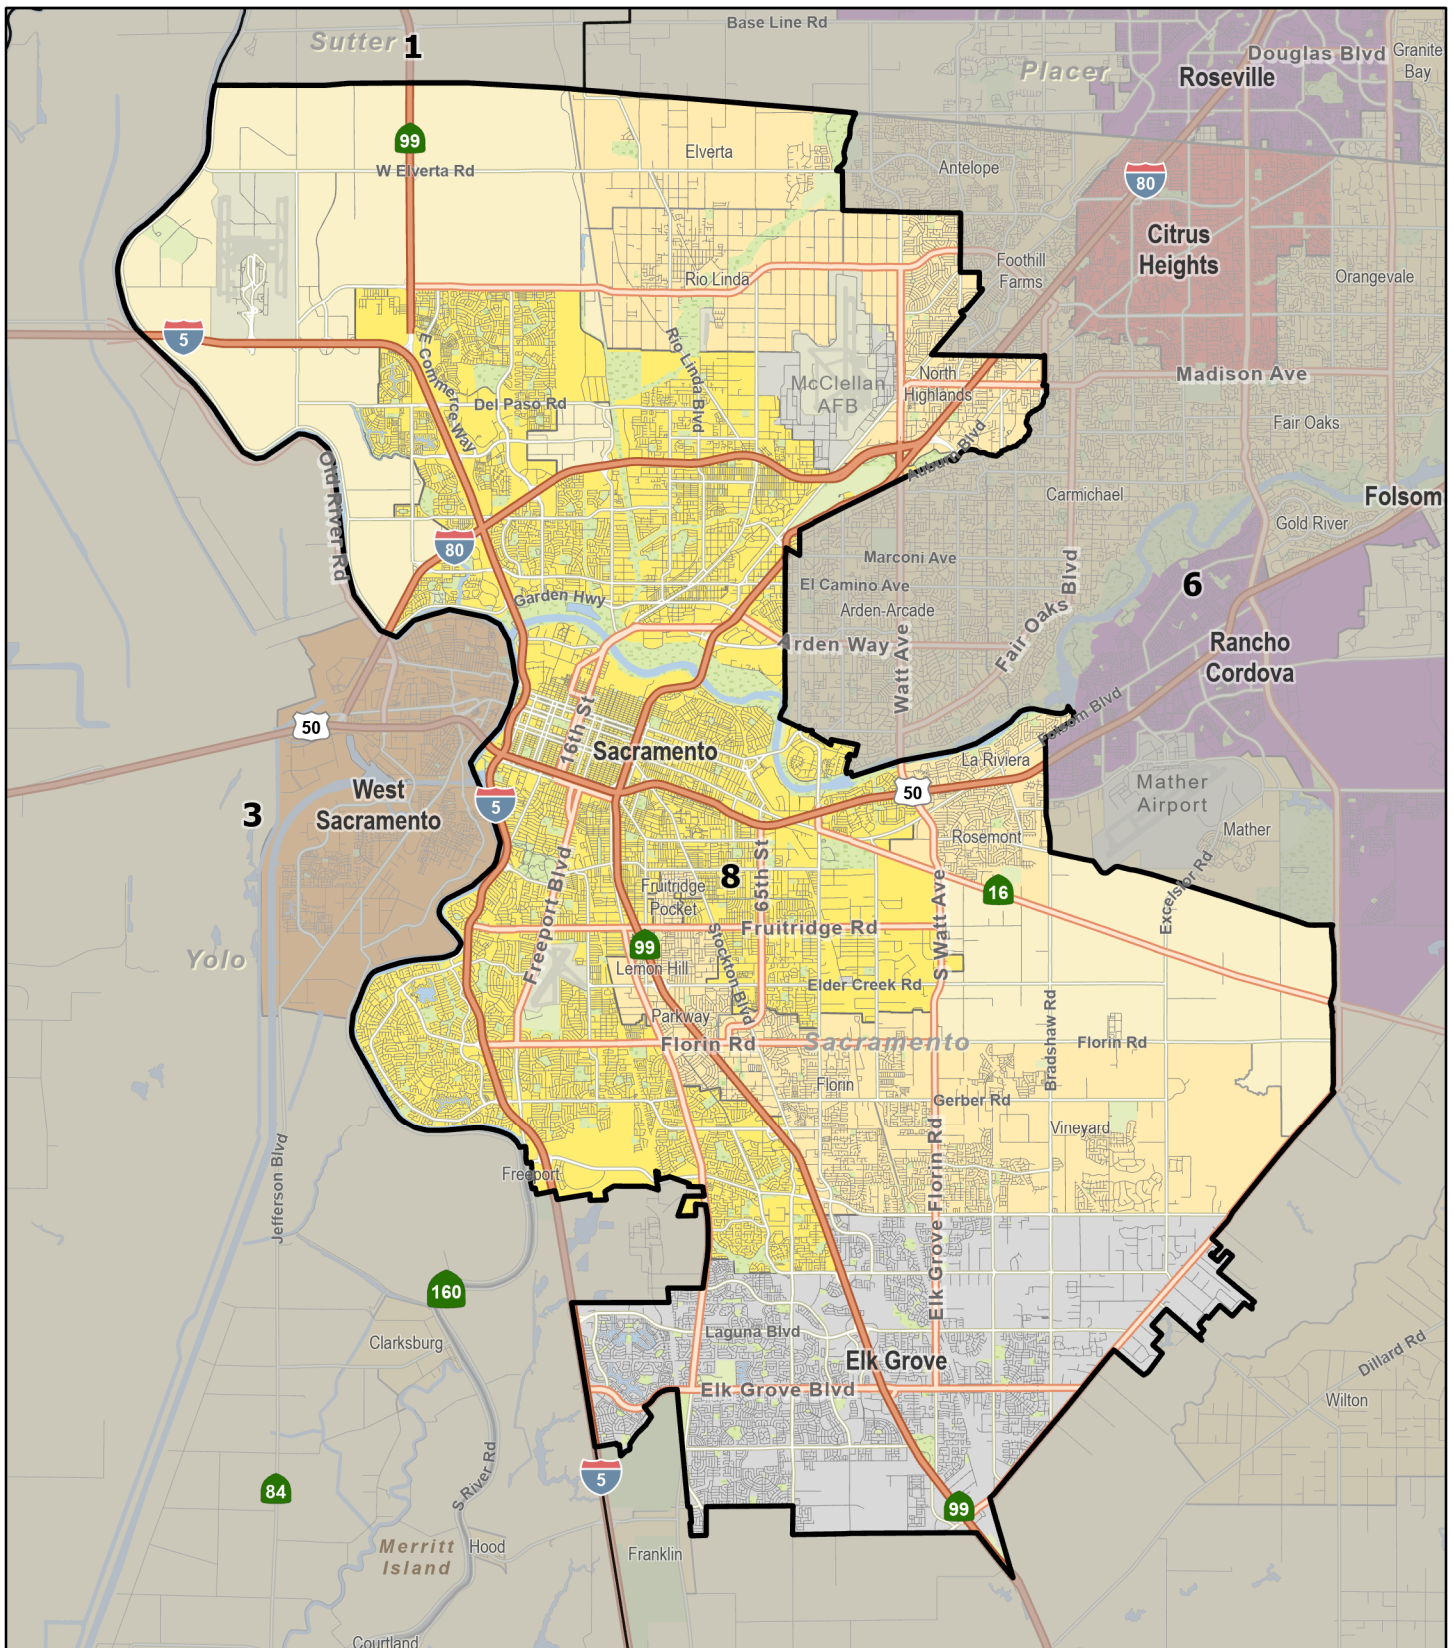 Base Line Rd
Sutter
1
Placer
Douglas Blvd
Granite
Bay
Roseville
99
Elverta
W Elverta Rd
Antelope
80
Citrus
Heights
Foothill
Farms
Orangevale
Rio Linda
5
E Commerce Way
Rio Linda Blvd
McClellan
AFB
North
Highlands
Madison Ave
Del Paso Rd
Fair Oaks
Auburn Blvd
Old River Rd
Carmichael
Folsom
Gold River
80
Marconi Ave
El Camino Ave
Blvd
6
Garden Hwy
Arden-Arcade
Fair Oaks
Arden Way
Watt Ave
Rancho
Cordova
50
16th St
Sacramento
Folsom Blvd
La Riviera
West
Sacramento
5
50
Mather
Airport
3
Rosemont
Mather
8
65th St
Freeport Blvd
Fruitridge
Pocket
16
Excelsior Rd
S Watt Ave
Stockton Blvd
Fruitridge Rd
99
Yolo
Lemon Hill
Elder Creek Rd
Bradshaw Rd
Parkway
Florin Rd
Sacramento
Florin Rd
Florin
Gerber Rd
Vineyard
Elk Grove Florin Rd
Jefferson Blvd
Freeport
160
Clarksburg
Laguna Blvd
Elk Grove
Elk Grove Blvd
Dillard Rd
Wilton
5
84
S River Rd
99
Merritt
Island
Hood
Franklin
Courtland